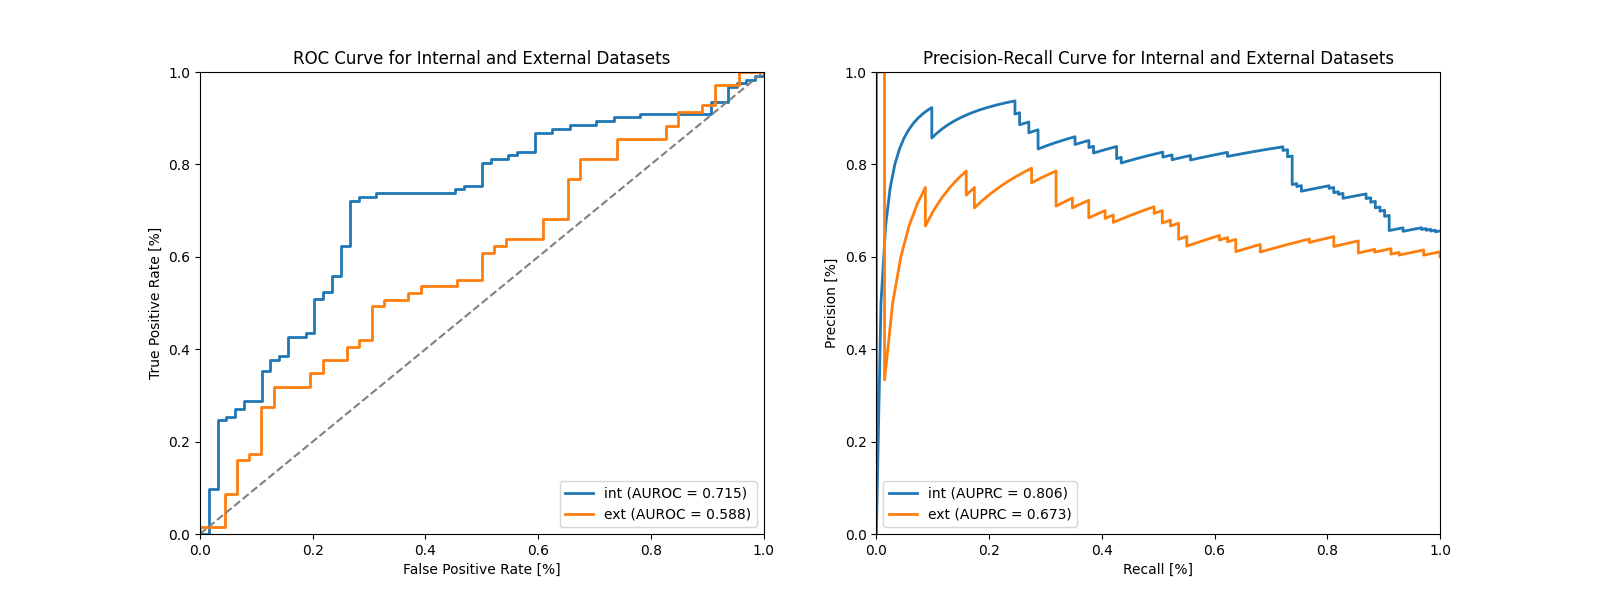 ROC Curve for Internal and External Datasets
True Positive Rate [%]
1.0
0.8
0.6
0.4
0.2
0.0
int (AUROC = 0.715)
ext (AUROC = 0.588)
0.0 0.2 0.4 0.6 0.8 1.0
False Positive Rate [%]
Precision-Recall Curve for Internal and External Datasets
Precision [%]
1.0
0.8
0.6
0.4
0.2
0.0
int (AUPRC = 0.806)
ext (AUPRC = 0.673)
0.0 0.2 0.4 0.6 0.8 1.0
Recall [%]